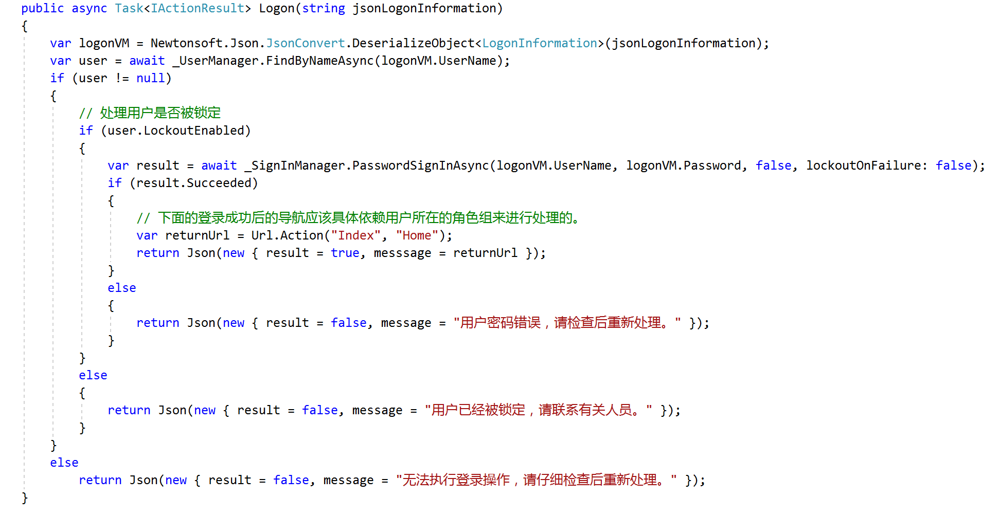 public async Task<IActionResult> Logon(string jsonLogonInformation)
{
    var logonVM = Newtonsoft.Json.JsonConvert.DeserializeObject<LogonInformation>(jsonLogonInformation);
    var user = await _UserManager.FindByNameAsync(logonVM.UserName);
    if (user != null)
    {
        // 处理用户是否被锁定
        if (user.LockoutEnabled)
        {
            var result = await _SignInManager.PasswordSignInAsync(logonVM.UserName, logonVM.Password, false, lockoutOnFailure: false);
            if (result.Succeeded)
            {
                // 下面的登录成功后的导航应该具体依赖用户所在的角色组来进行处理的。
                var returnUrl = Url.Action("Index", "Home");
                return Json(new { result = true, messsage = returnUrl });
            }
            else
            {
                return Json(new { result = false, message = "用户密码错误，请检查后重新处理。" });
            }
        }
        else
        {
            return Json(new { result = false, message = "用户已经被锁定，请联系有关人员。" });
        }
    }
    else
        return Json(new { result = false, message = "无法执行登录操作，请仔细检查后重新处理。" });
}